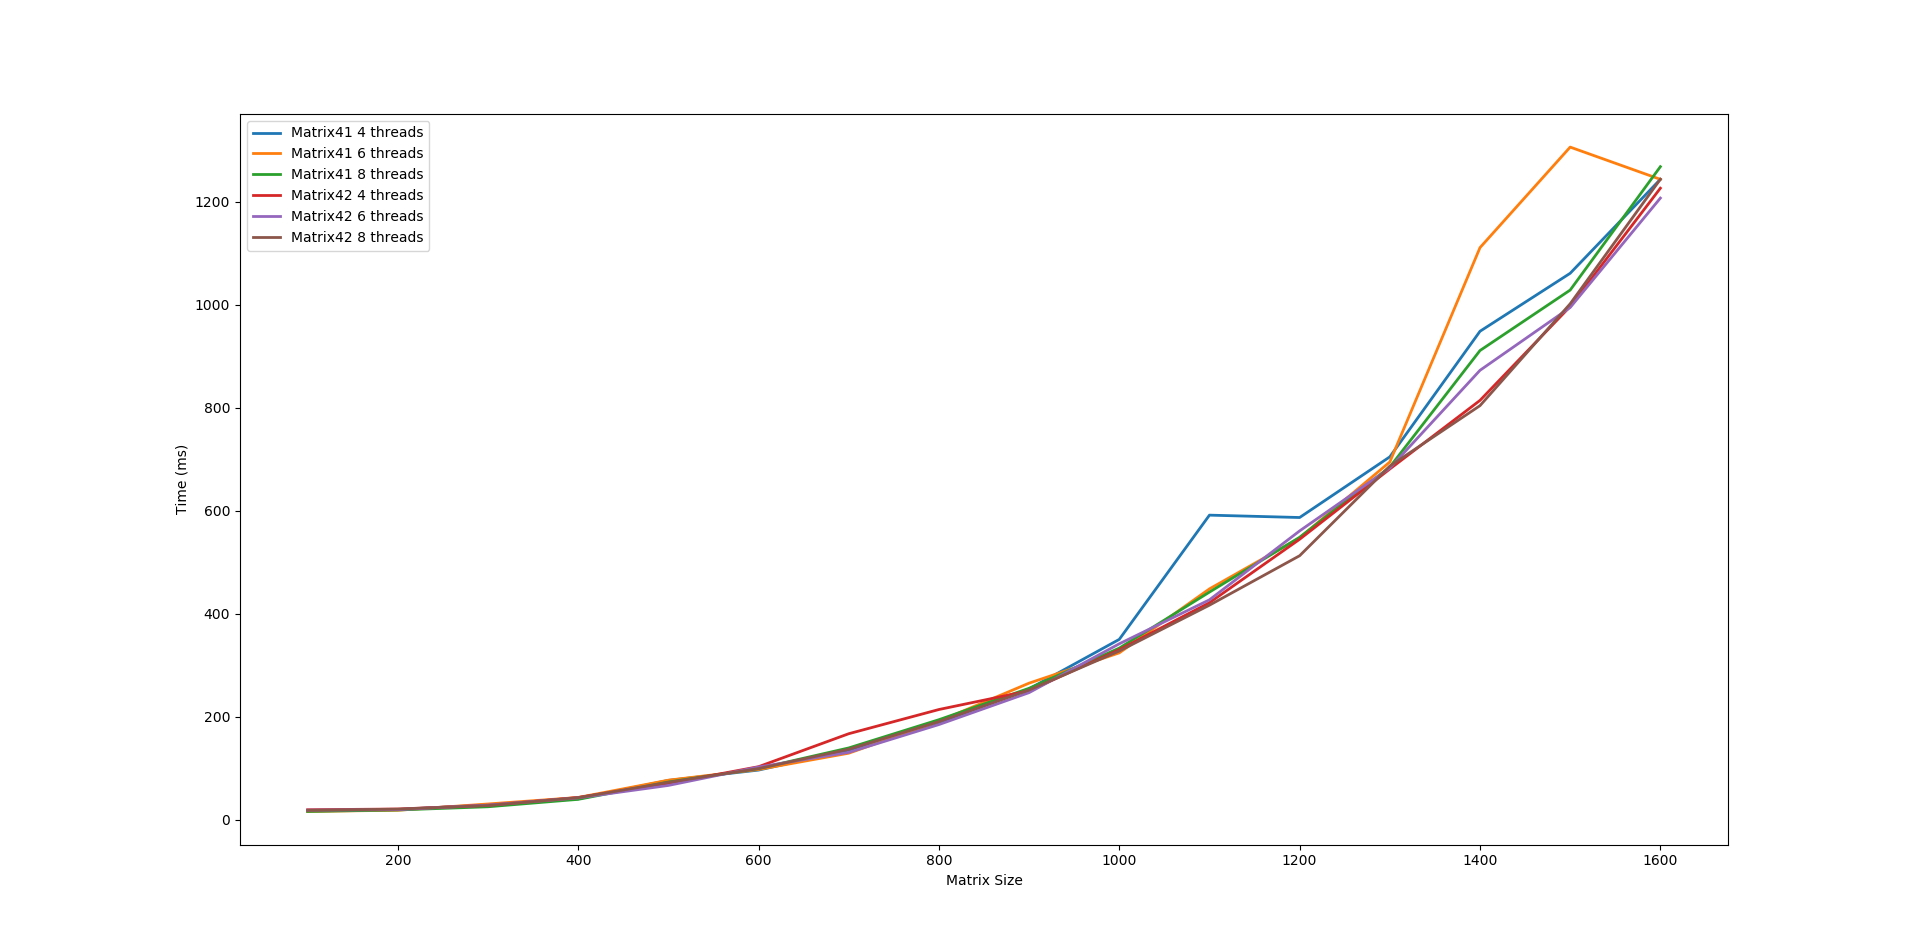 Matrix41 4 threads
Matrix41 6 threads
Matrix41 8 threads
Matrix42 4 threads
Matrix42 6 threads
Matrix42 8 threads
1200
1000
800
600
400
200
0
Time (ms)
200 400 600 800 1000 1200 1400 1600
Matrix Size